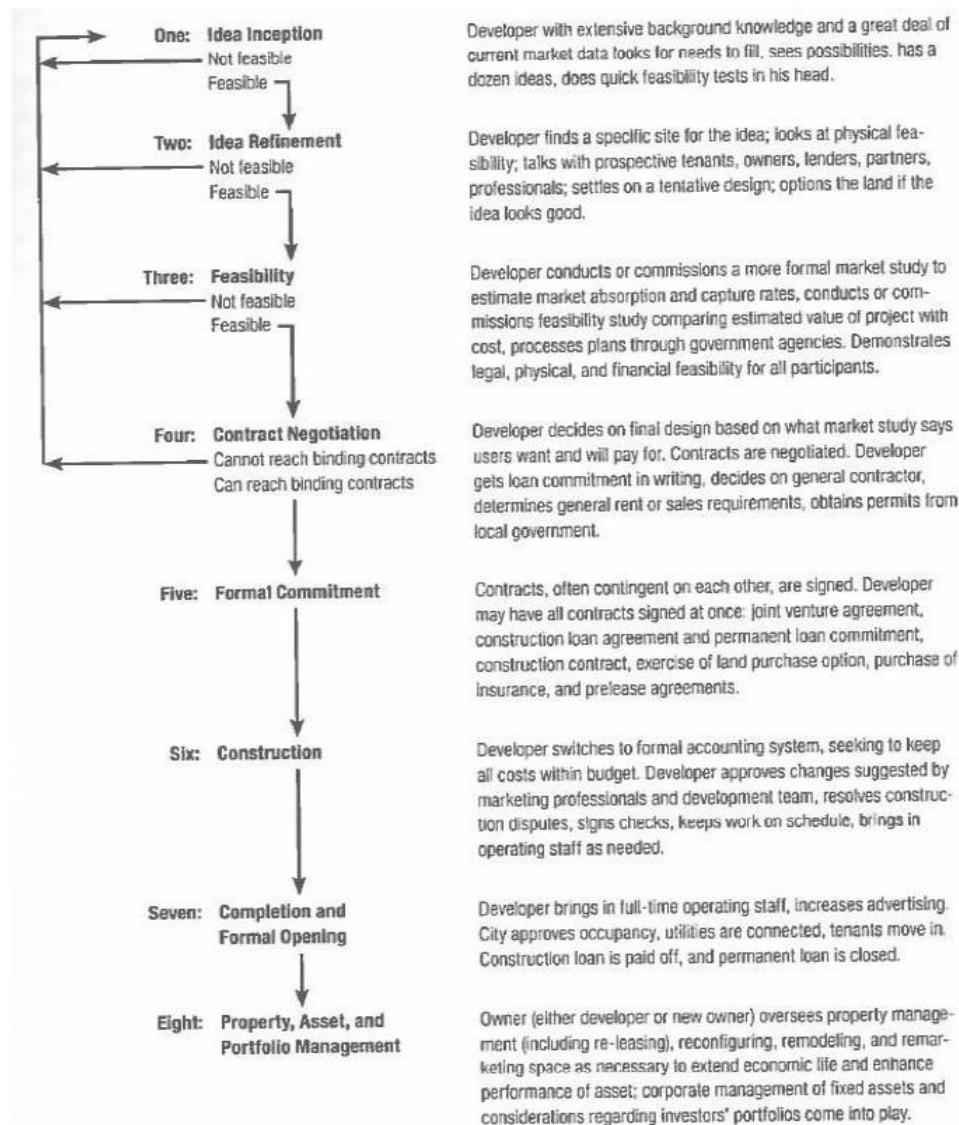 One: Idea Inception
Not feasible
Feasible
Developer with extensive background knowledge and a great deal of
current market data looks for needs to fill, sees possibilities, has a
dozen ideas, does quick feasibility tests in his head.
Two: Idea Refinement
Not feasible
Feasible
Developer finds a specific site for the idea; looks at physical fea-
sibility; talks with prospective tenants, owners, lenders, partners,
professionals; settles on a tentative design; options the land if the
idea looks good.
Three: Feasibility
Not feasible
Feasible
Developer conducts or commissions a more formal market study to
estimate market absorption and capture rates, conducts or com-
missions feasibility study comparing estimated value of project with
cost, processes plans through government agencies. Demonstrates
legal, physical, and financial feasibility for all participants.
Four: Contract Negotiation
Cannot reach binding contracts
Can reach binding contracts
Developer decides on final design based on what market study says
users want and will pay for. Contracts are negotiated. Developer
gets loan commitment in writing, decides on general contractor,
determines general rent or sales requirements, obtains permits from
local government.
Five: Formal Commitment
Contracts, often contingent on each other, are signed. Developer
may have all contracts signed at once: joint venture agreement,
construction loan agreement and permanent loan commitment,
construction contract, exercise of land purchase option, purchase of
insurance, and prelease agreements.
Six: Construction
Developer switches to formal accounting system, seeking to keep
all costs within budget. Developer approves changes suggested by
marketing professionals and development team, resolves construc-
tion disputes, signs checks, keeps work on schedule, brings in
operating staff as needed.
Seven: Completion and
Formal Opening
Developer brings in full-time operating staff, increases advertising.
City approves occupancy, utilities are connected, tenants move in.
Construction loan is paid off, and permanent loan is closed.
Eight: Property, Asset, and
Portfolio Management
Owner (either developer or new owner) oversees property manage-
ment (including re-leasing), reconfiguring, remodeling, and remar-
keting space as necessary to extend economic life and enhance
performance of asset; corporate management of fixed assets and
considerations regarding investors' portfolios come into play.